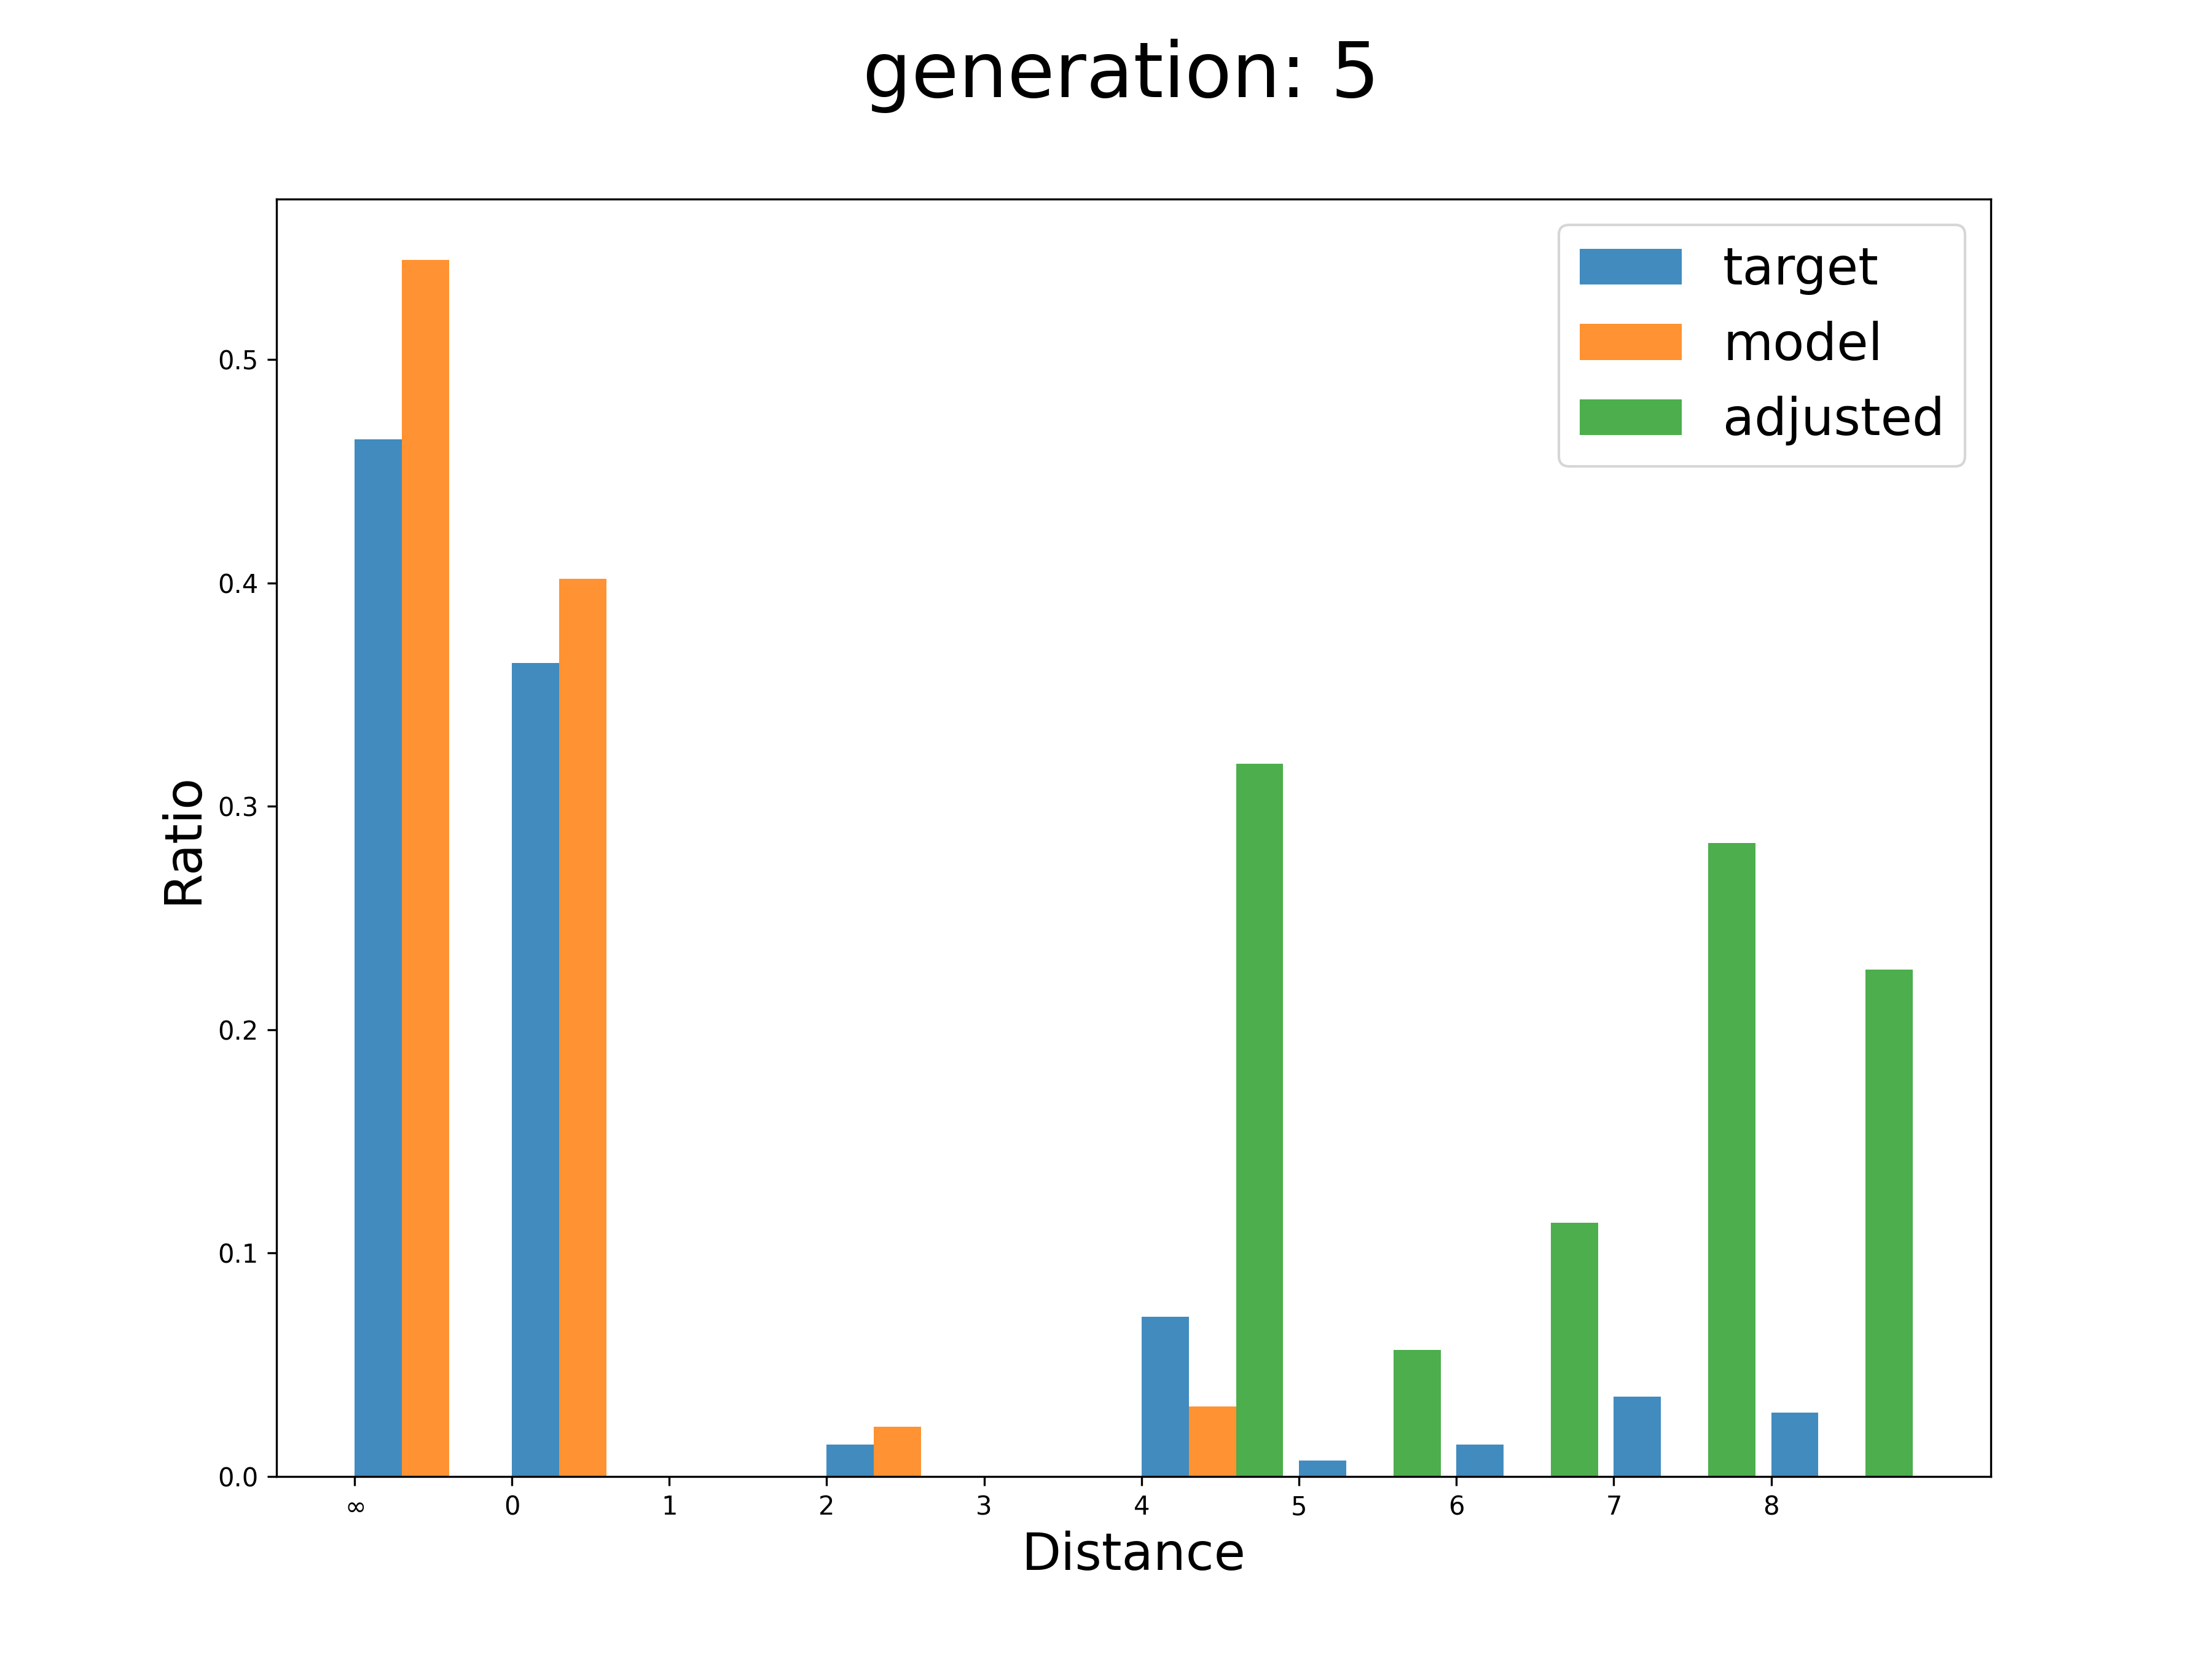 generation: 5
target
model
adjusted
0.5
0.4
0.3
0.2
0.1
0.0
Ratio
∞ 0 1 2 3 4 5 6 7 8
Distance